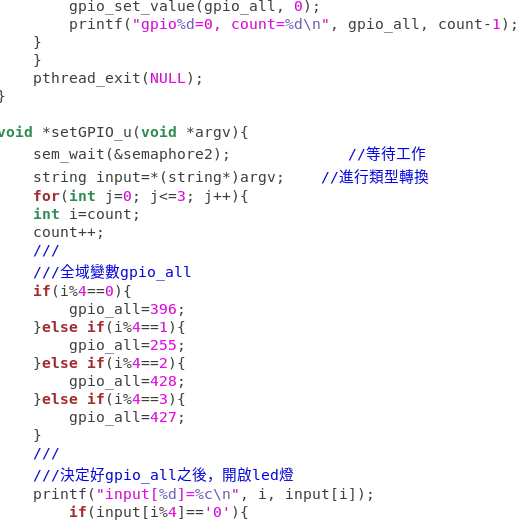 gpio_set_value(gpio_all, 0);
printf("gpio%d=0, count=%d\n", gpio_all, count-1);
}
}
pthread_exit(NULL);
}
void *setGPIO_u(void *argv){
sem_wait(&semaphore2); //等待工作
string input=*(string*)argv; //進行類型轉換
for(int j=0; j<=3; j++){
int i=count;
count++;
///
///全域變數gpio_all
if(i%4==0){
gpio_all=396;
}else if(i%4==1){
gpio_all=255;
}else if(i%4==2){
gpio_all=428;
}else if(i%4==3){
gpio_all=427;
}
///
///決定好gpio_all之後，開啟led燈
printf("input[%d]=%c\n", i, input[i]);
if(input[i%4]=='0'){